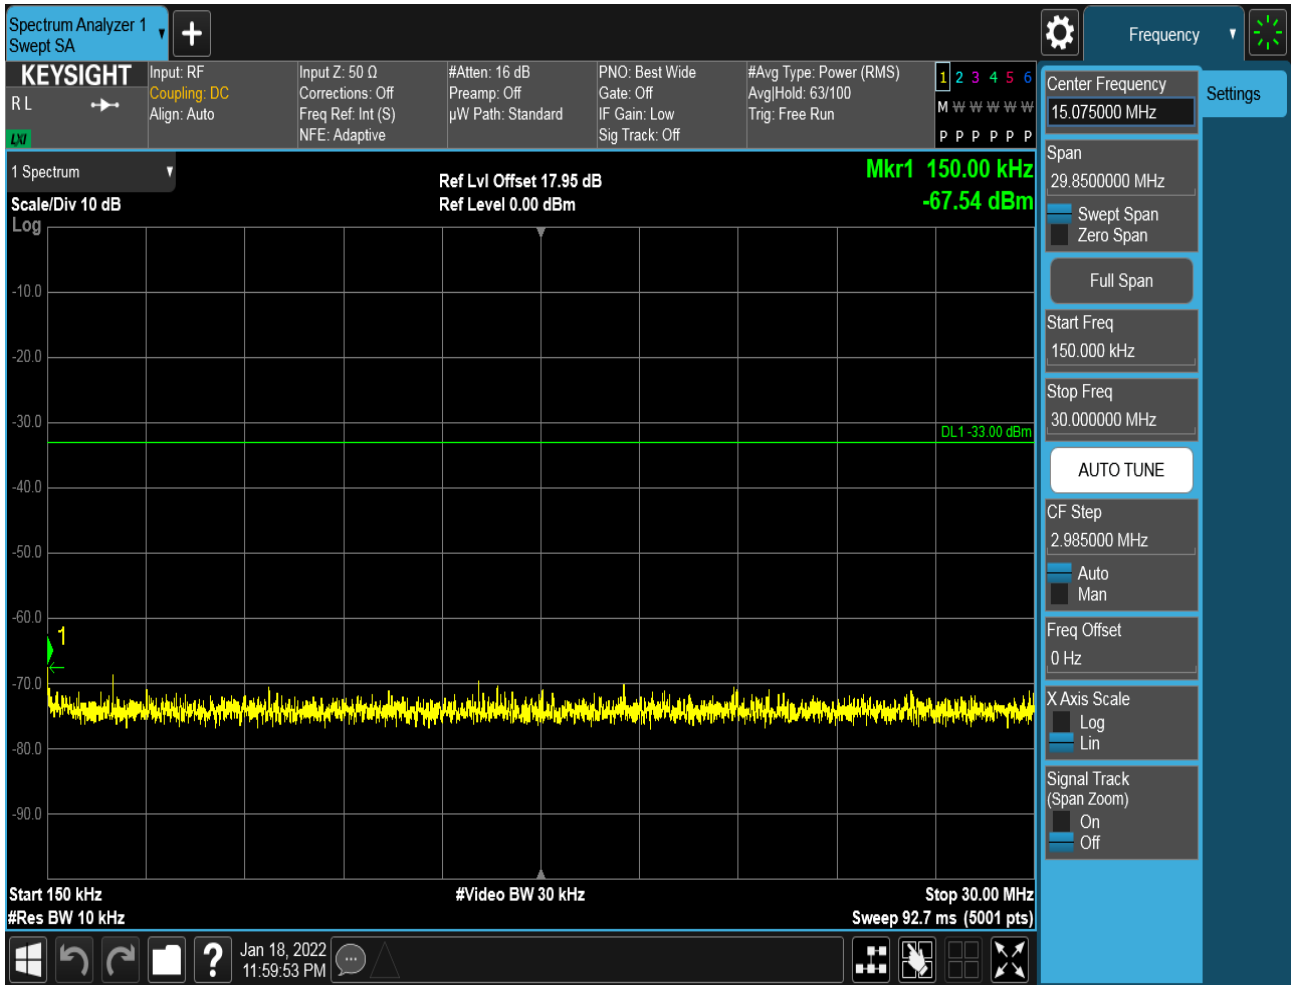 Spectrum Analyzer 1
Swept SA
Frequency
KEYSIGHT
R L
LXI
Input: RF
Coupling: DC
Align: Auto
Input Z: 50 Ω
Corrections: Off
Freq Ref: Int (S)
NFE: Adaptive
#Atten: 16 dB
Preamp: Off
µW Path: Standard
PNO: Best Wide
Gate: Off
IF Gain: Low
Sig Track: Off
#Avg Type: Power (RMS)
Avg|Hold: 63/100
Trig: Free Run
1 2 3 4 5 6
M W W W W W
P P P P P P
1 Spectrum
Scale/Div 10 dB
Log
Ref Lvl Offset 17.95 dB
Ref Level 0.00 dBm
Mkr1 150.00 kHz
-67.54 dBm
-10.0
-20.0
-30.0
DL1 -33.00 dBm
-40.0
-50.0
-60.0
1
-70.0
-80.0
-90.0
Start 150 kHz
#Video BW 30 kHz
Stop 30.00 MHz
#Res BW 10 kHz
Sweep 92.7 ms (5001 pts)
?
Jan 18, 2022
11:59:53 PM
Center Frequency
15.075000 MHz
Settings
Span
29.8500000 MHz
Swept Span
Zero Span
Full Span
Start Freq
150.000 kHz
Stop Freq
30.000000 MHz
AUTO TUNE
CF Step
2.985000 MHz
Auto
Man
Freq Offset
0 Hz
X Axis Scale
Log
Lin
Signal Track
(Span Zoom)
On
Off